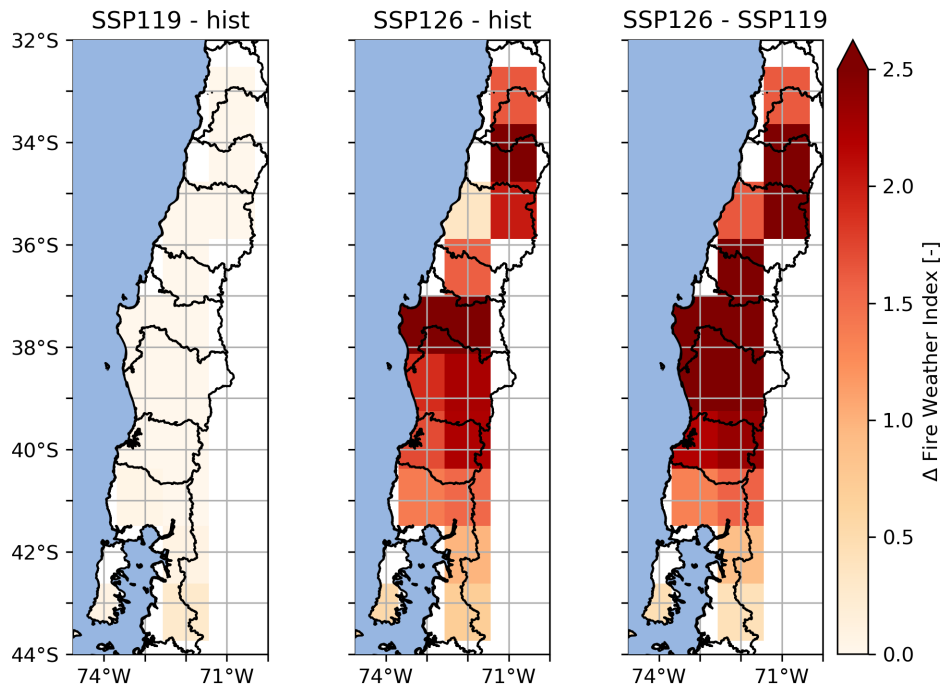 SSP119 - hist
SSP126 - hist
SSP126 - SSP119
32°S
34°S
36°S
38°S
40°S
42°S
44°S
74°W
71°W
74°W
71°W
74°W
71°W
2.5
2.0
1.5
1.0
0.5
0.0
Δ Fire Weather Index [-]